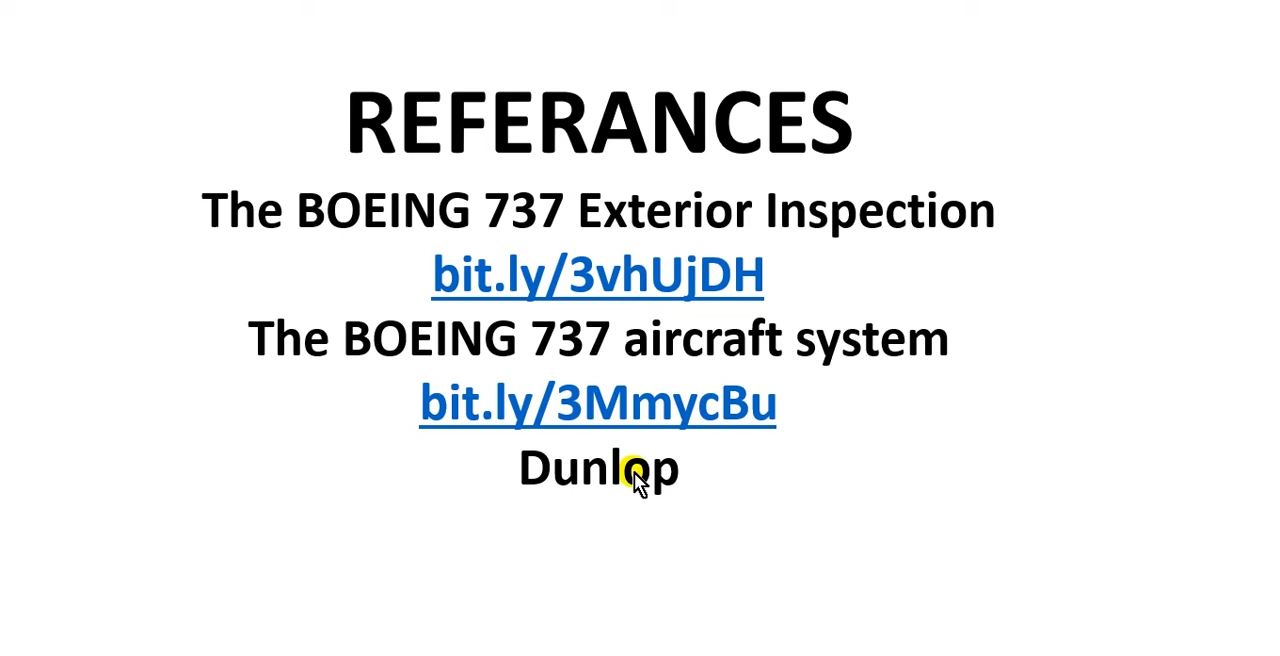 REFERANCES
The BOEING 737 Exterior Inspection
bit.ly/3vhUjDH
The BOEING 737 aircraft system
bit.ly/3MmycBu
Dunlop